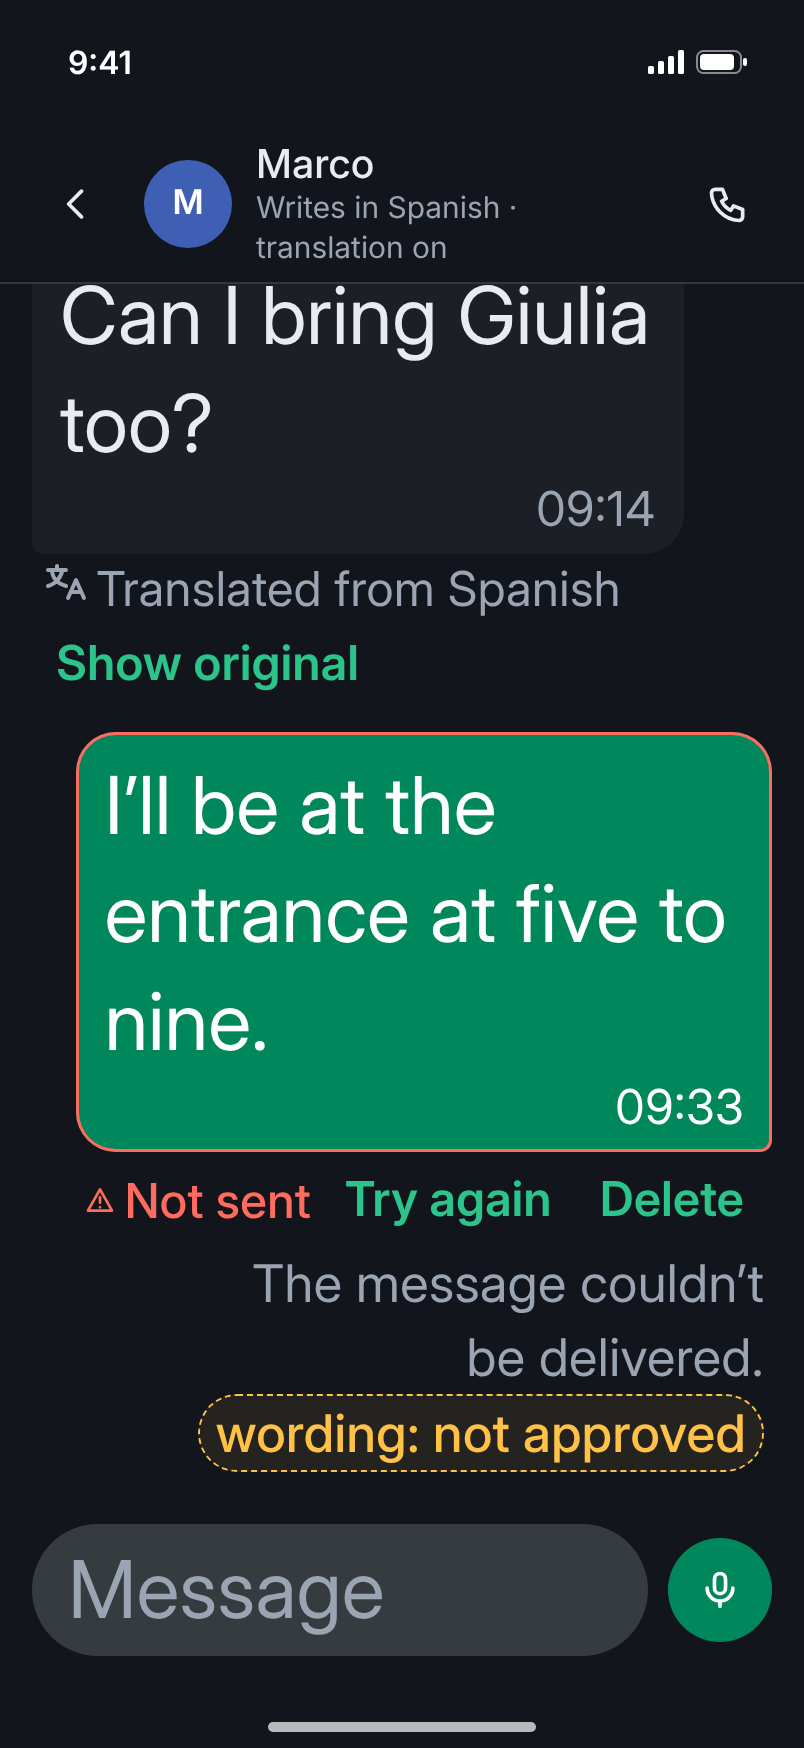 9:41
M
Marco
Writes in Spanish ·
translation on
Can I bring Giulia
too?
09:14
Translated from Spanish
Show original
I’ll be at the
entrance at five to
nine.
09:33
Not sent Try again Delete
The message couldn’t
be delivered.
wording: not approved
Message